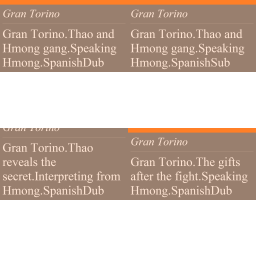 Gran Torino
Gran Torino.Thao and
Hmong gang.Speaking
Hmong.SpanishDub
Gran Torino
Gran Torino.Thao and
Hmong gang.Speaking
Hmong.SpanishSub
Gran Torino
Gran Torino.Thao
reveals the
secret.Interpreting from
Hmong.SpanishDub
Gran Torino
Gran Torino.The gifts
after the fight.Speaking
Hmong.SpanishDub